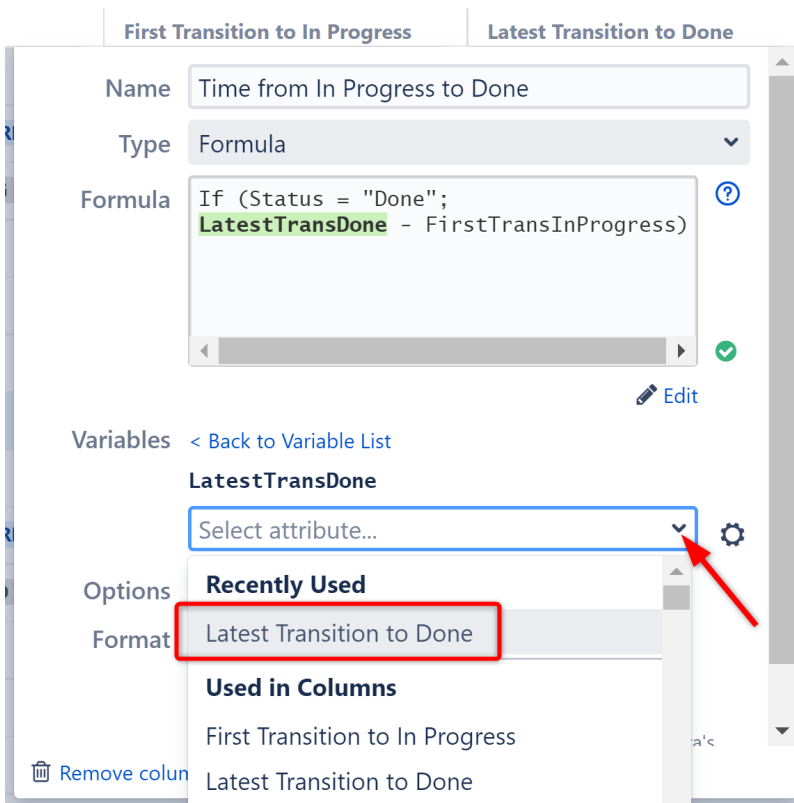 First Transition to In Progress
Latest Transition to Done
Name
Time from In Progress to Done
Type
Formula
Formula
If (Status = "Done";
LatestTransDone - FirstTransInProgress)
Edit
Variables
< Back to Variable List
LatestTransDone
Select attribute...
Options
Recently Used
Format
Latest Transition to Done
Used in Columns
First Transition to In Progress
Remove colum
Latest Transition to Done